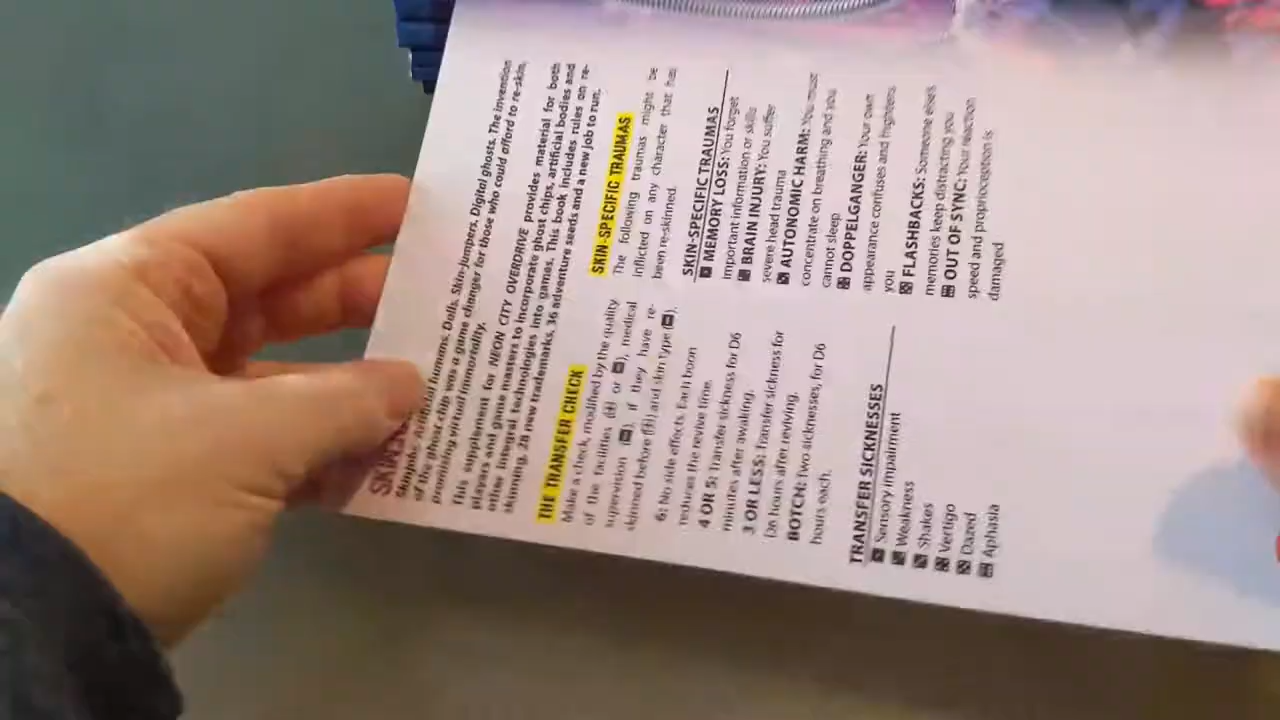 Skinjobs. Artificial humans. Dolls. Skin-jumpers. Digital ghosts. The invention
of the ghost chip was a game changer for those who could afford to re-skin,
promising virtual immortality.
This supplement for NEON CITY OVERDRIVE provides material for both
players and game masters to incorporate ghost chips, artificial bodies and
other integral technologies into games. This book includes rules on re-
skinning, 28 new trademarks, 36 adventure seeds and a new job to run.
THE TRANSFER CHECK
Make a check, modified by the quality
of the facilities (+ or -), medical
supervision (-), if they have re-
skinned before (+) and skin type (-).
6: No side effects. Each boon
reduces the revive time.
4 OR 5: Transfer sickness for D6
minutes after awaking.
3 OR LESS: Transfer sickness for
D6 hours after reviving.
BOTCH: Two sicknesses, for D6
hours each.
TRANSFER SICKNESSES
Sensory impairment
Weakness
Shakes
Vertigo
Dazed
Aphasia
SKIN-SPECIFIC TRAUMAS
The following traumas might be
inflicted on any character that has
been re-skinned.
SKIN-SPECIFIC TRAUMAS
MEMORY LOSS: You forget
important information or skills
BRAIN INJURY: You suffer
severe head trauma
AUTONOMIC HARM: You must
concentrate on breathing and you
cannot sleep
DOPPELGANGER: Your own
appearance confuses and frightens
you
FLASHBACKS: Someone else's
memories keep distracting you
OUT OF SYNC: Your reaction
speed and proprioception is
damaged